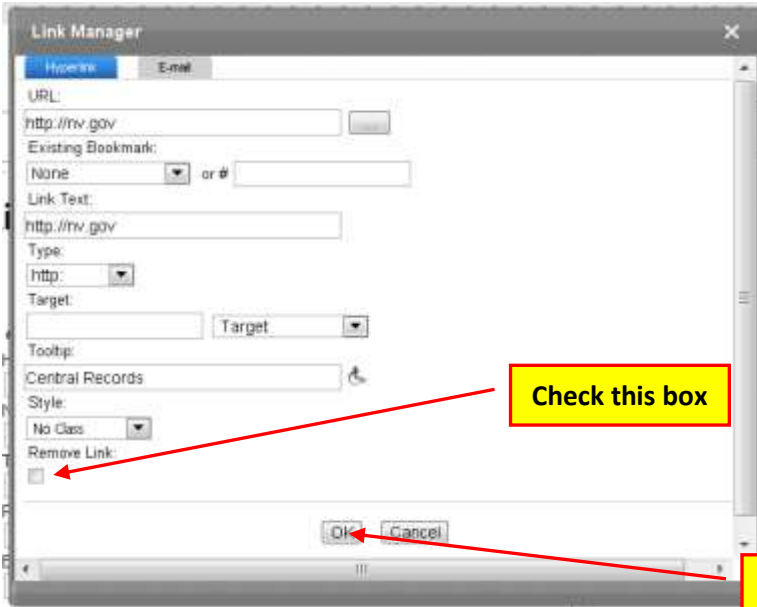 Link Manager
Hyperlink E-mail
URL:
http://nv.gov ...
Existing Bookmark:
None or #
Link Text:
http://nv.gov
Type:
http:
Target:
Target
Tooltip:
Central Records
Style:
No Class
Remove Link:
Check this box
OK Cancel